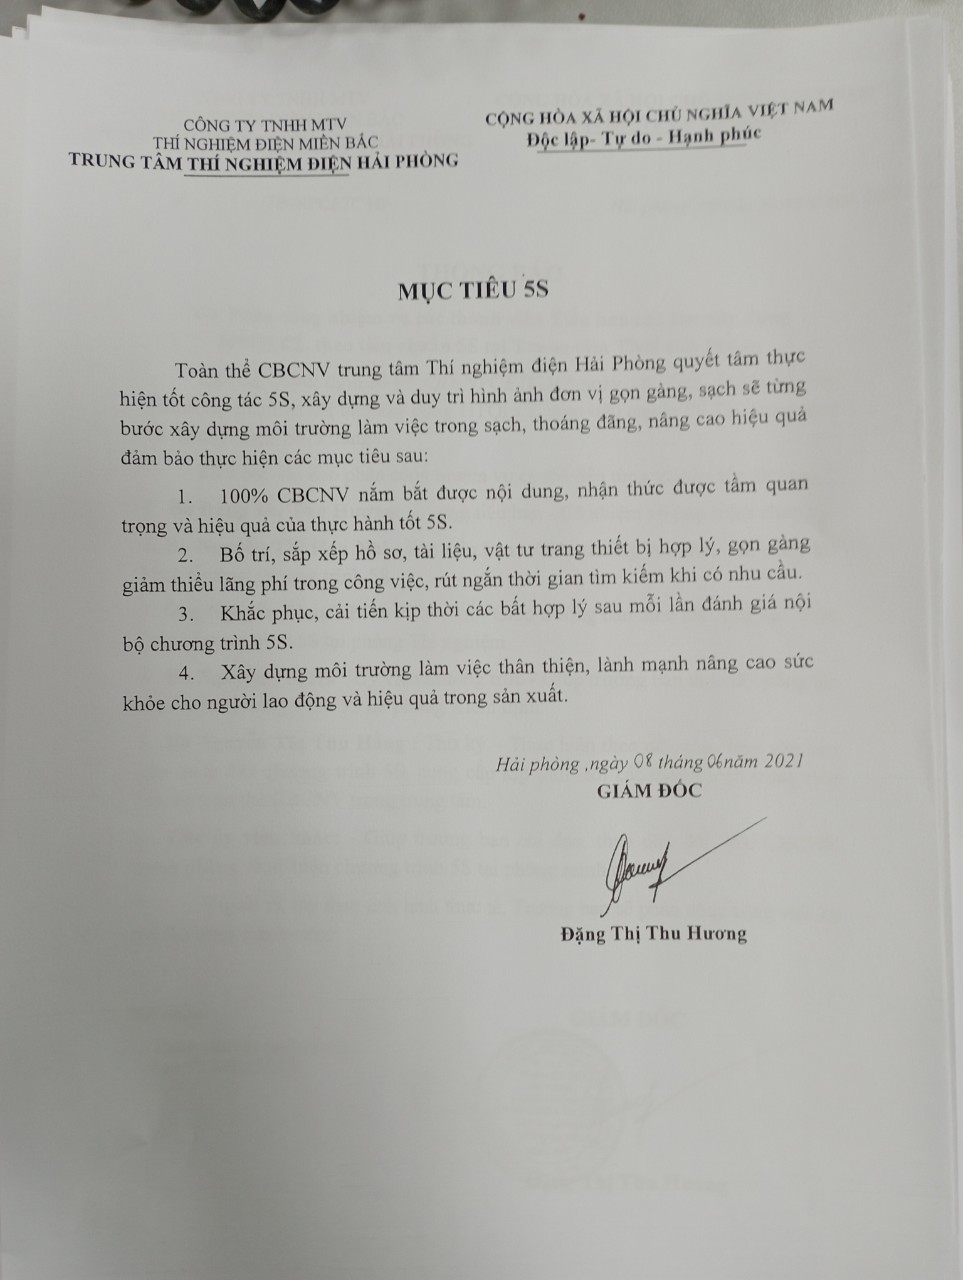 CÔNG TY TNHH MTV
THÍ NGHIỆM ĐIỆN MIỀN BẮC
TRUNG TÂM THÍ NGHIỆM ĐIỆN HẢI PHÒNG
CỘNG HÒA XÃ HỘI CHỦ NGHĨA VIỆT NAM
Độc lập- Tự do - Hạnh phúc
MỤC TIÊU 5S
Toàn thể CBCNV trung tâm Thí nghiệm điện Hải Phòng quyết tâm thực
hiện tốt công tác 5S, xây dựng và duy trì hình ảnh đơn vị gọn gàng, sạch sẽ từng
bước xây dựng môi trường làm việc trong sạch, thoáng đãng, nâng cao hiệu quả
đảm bảo thực hiện các mục tiêu sau:
1. 100% CBCNV nắm bắt được nội dung, nhận thức được tầm quan
trọng và hiệu quả của thực hành tốt 5S.
2. Bố trí, sắp xếp hồ sơ, tài liệu, vật tư trang thiết bị hợp lý, gọn gàng
giảm thiểu lãng phí trong công việc, rút ngắn thời gian tìm kiếm khi có nhu cầu.
3. Khắc phục, cải tiến kịp thời các bất hợp lý sau mỗi lần đánh giá nội
bộ chương trình 5S.
4. Xây dựng môi trường làm việc thân thiện, lành mạnh nâng cao sức
khỏe cho người lao động và hiệu quả trong sản xuất.
Hải phòng ,ngày 08 tháng 06 năm 2021
GIÁM ĐỐC
Đặng Thị Thu Hương